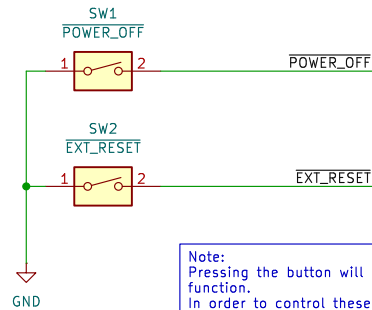 SW1
POWER_OFF
1 2
POWER_OFF
SW2
EXT_RESET
1 2
EXT_RESET
GND
Note:
Pressing the button will
function.
In order to control these